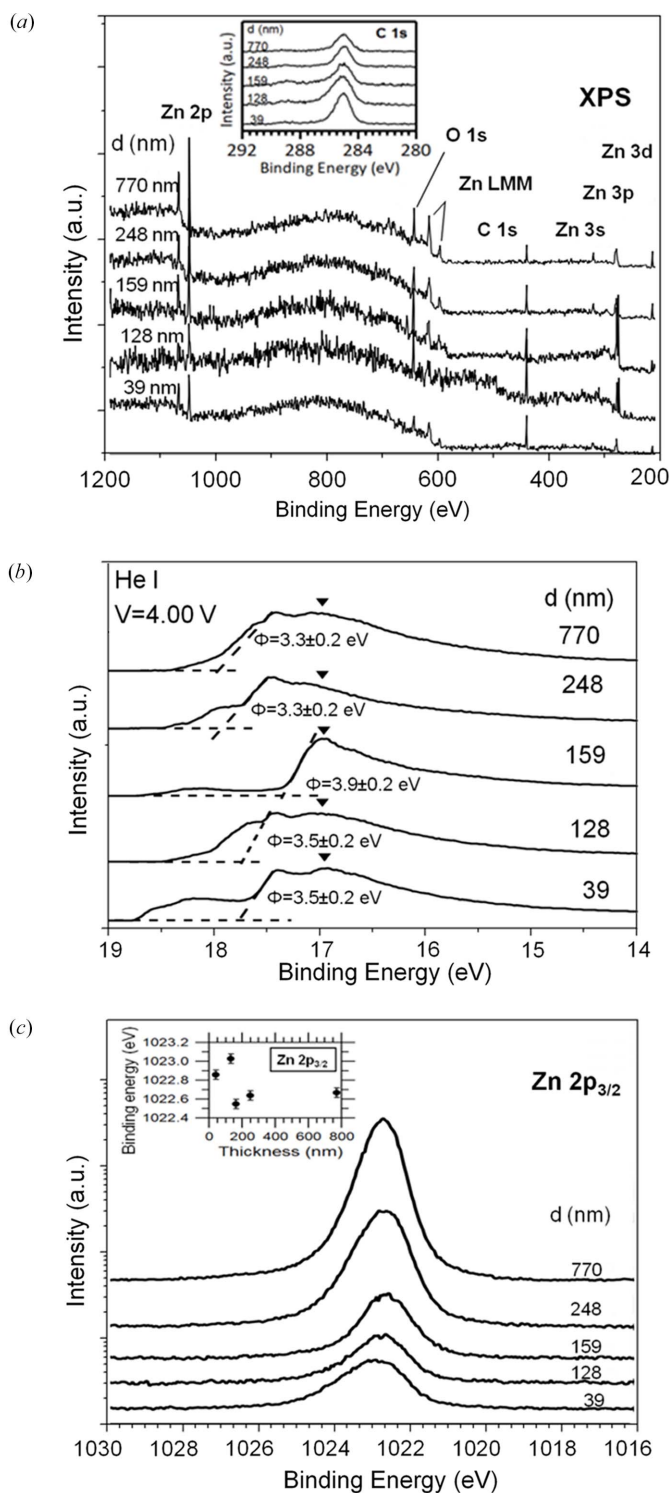 (a)
d (nm)
C 1s
770
248
159
128
39
Intensity (a.u.)
292 288 284 280
Binding Energy (eV)
XPS
Zn 2p
O 1s
Zn 3d
d (nm)
Zn LMM
Zn 3p
770 nm
C 1s
Zn 3s
248 nm
159 nm
128 nm
39 nm
Intensity (a.u.)
1200 1000 800 600 400 200
Binding Energy (eV)
(b)
He I
V=4.00 V
d (nm)
Φ=3.3±0.2 eV
770
Φ=3.3±0.2 eV
248
Φ=3.9±0.2 eV
159
Φ=3.5±0.2 eV
128
Φ=3.5±0.2 eV
39
Intensity (a.u.)
19 18 17 16 15 14
Binding Energy (eV)
(c)
Binding energy (eV)
1023.2
1023.0
1022.8
1022.6
1022.4
Zn 2p3/2
0 200 400 600 800
Thickness (nm)
Zn 2p3/2
d (nm)
770
248
159
128
39
Intensity (a.u.)
1030 1028 1026 1024 1022 1020 1018 1016
Binding Energy (eV)